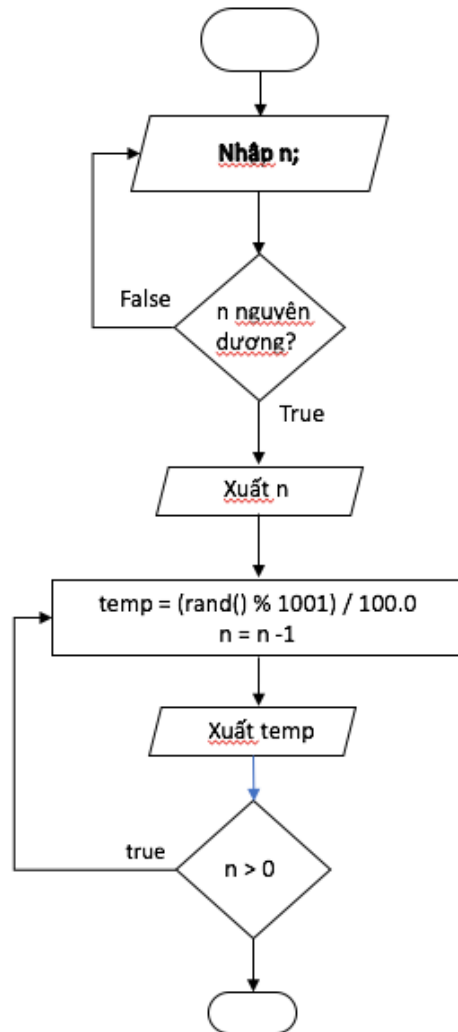 Nhập n;
False
n nguyên
dương?
True
Xuất n
temp = (rand() % 1001) / 100.0
n = n -1
Xuất temp
true
n > 0